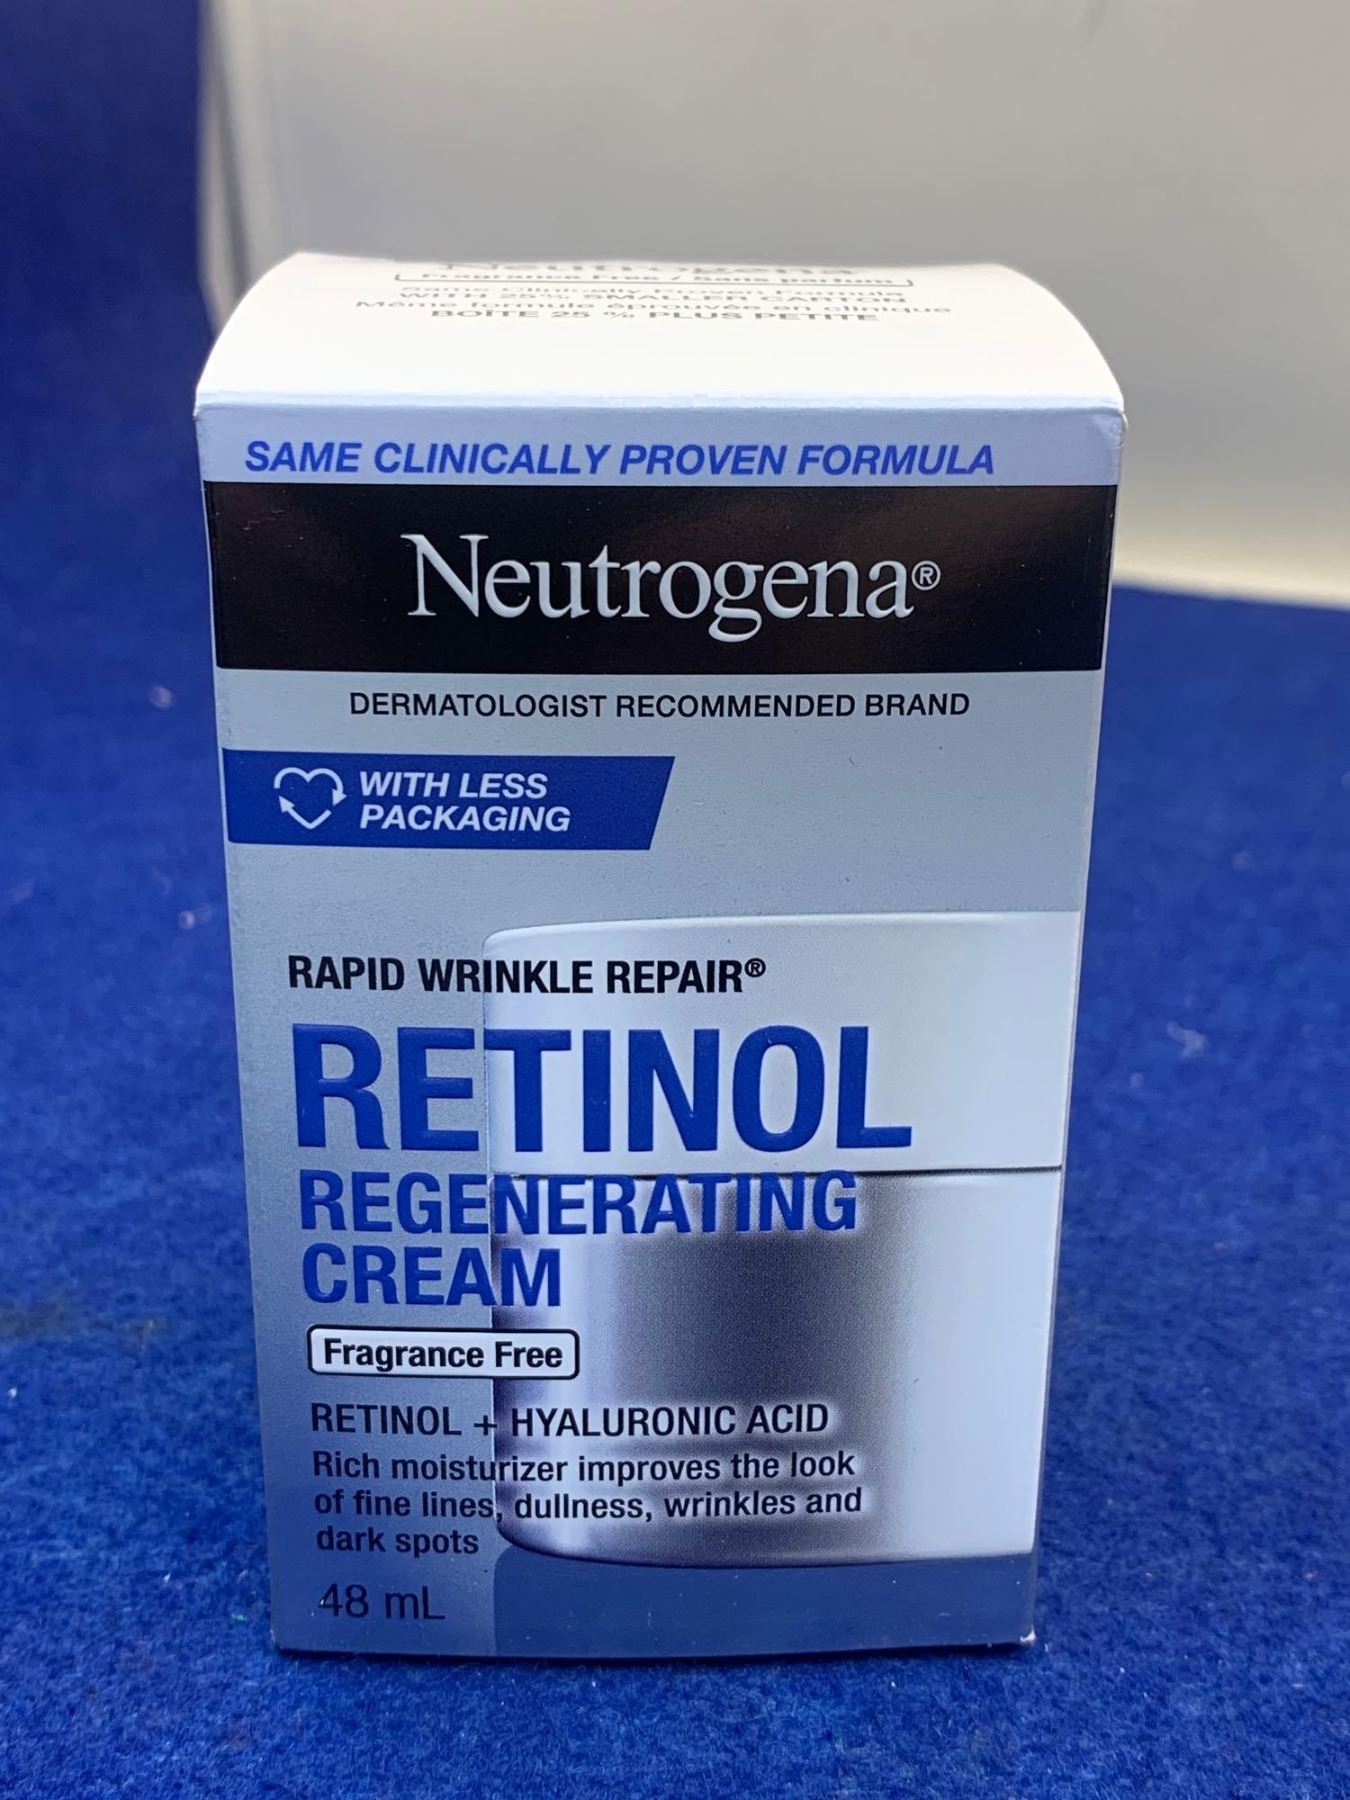 Neutrogena
Fragrance Free / Sans parfum
Same Clinically Proven Formula
WITH 25% SMALLER CARTON
Même formule éprouvée en clinique
BOÎTE 25 % PLUS PETITE
SAME CLINICALLY PROVEN FORMULA
Neutrogena®
DERMATOLOGIST RECOMMENDED BRAND
WITH LESS
PACKAGING
RAPID WRINKLE REPAIR®
RETINOL
REGENERATING
CREAM
Fragrance Free
RETINOL + HYALURONIC ACID
Rich moisturizer improves the look
of fine lines, dullness, wrinkles and
dark spots
48 mL